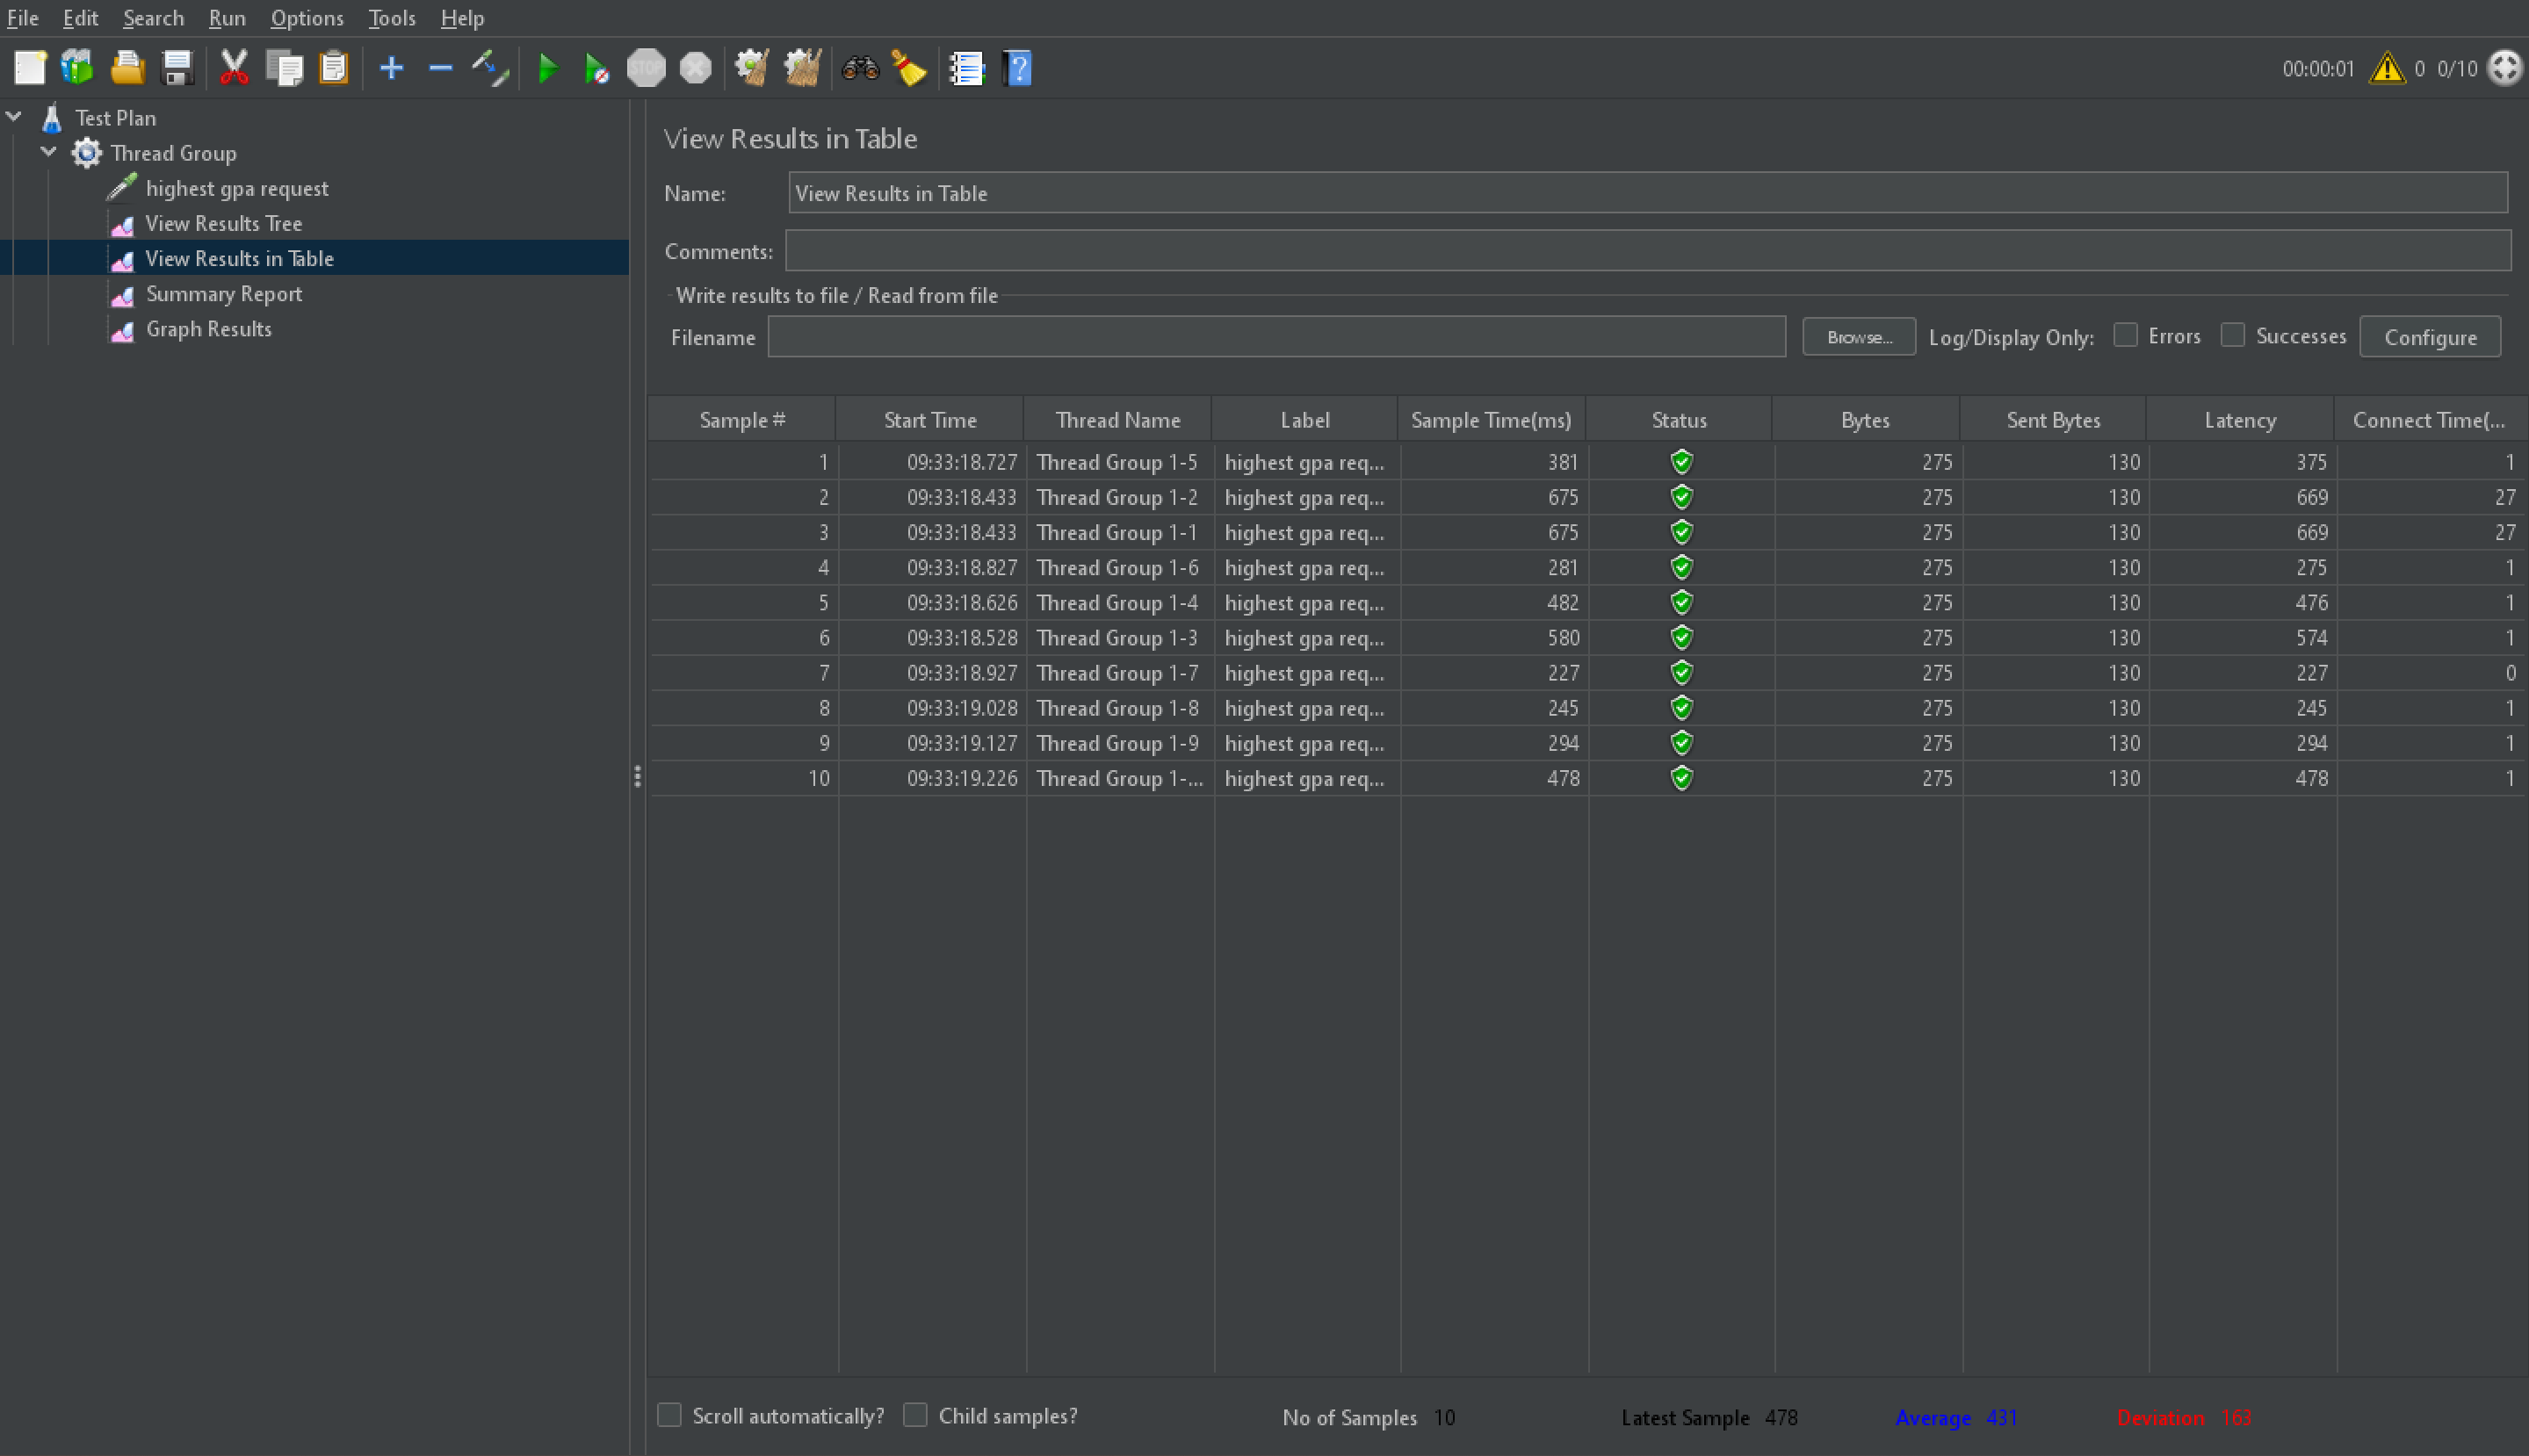 File Edit Search Run Options Tools Help
STOP
00:00:01 0 0/10
Test Plan
Thread Group
highest gpa request
View Results Tree
View Results in Table
Summary Report
Graph Results
View Results in Table
Name: View Results in Table
Comments:
Write results to file / Read from file
Filename Browse... Log/Display Only: Errors Successes Configure
Sample # Start Time Thread Name Label Sample Time(ms) Status Bytes Sent Bytes Latency Connect Time(...
1 09:33:18.727 Thread Group 1-5 highest gpa req... 381 275 130 375 1
2 09:33:18.433 Thread Group 1-2 highest gpa req... 675 275 130 669 27
3 09:33:18.433 Thread Group 1-1 highest gpa req... 675 275 130 669 27
4 09:33:18.827 Thread Group 1-6 highest gpa req... 281 275 130 275 1
5 09:33:18.626 Thread Group 1-4 highest gpa req... 482 275 130 476 1
6 09:33:18.528 Thread Group 1-3 highest gpa req... 580 275 130 574 1
7 09:33:18.927 Thread Group 1-7 highest gpa req... 227 275 130 227 0
8 09:33:19.028 Thread Group 1-8 highest gpa req... 245 275 130 245 1
9 09:33:19.127 Thread Group 1-9 highest gpa req... 294 275 130 294 1
10 09:33:19.226 Thread Group 1-... highest gpa req... 478 275 130 478 1
Scroll automatically? Child samples? No of Samples 10 Latest Sample 478 Average 431 Deviation 163